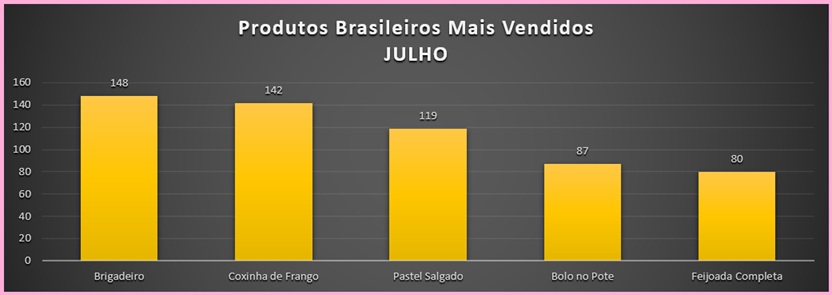 Produtos Brasileiros Mais Vendidos
JULHO
160
140
120
100
80
60
40
20
0
148
142
119
87
80
Brigadeiro
Coxinha de Frango
Pastel Salgado
Bolo no Pote
Feijoada Completa